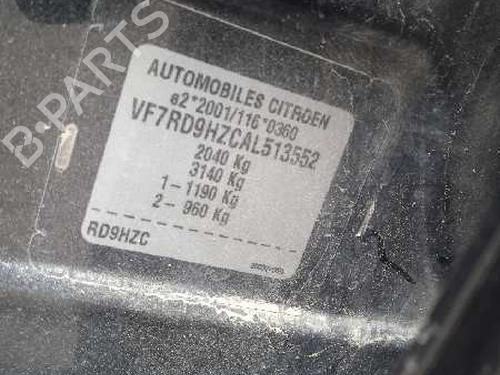 B-PARTS
AUTOMOBILES CITROEN
e2*2001/116*0360
VF7RD9HZCAL513552
2040 Kg
3140 Kg
1-1190 Kg
2-960 Kg
RD9HZC